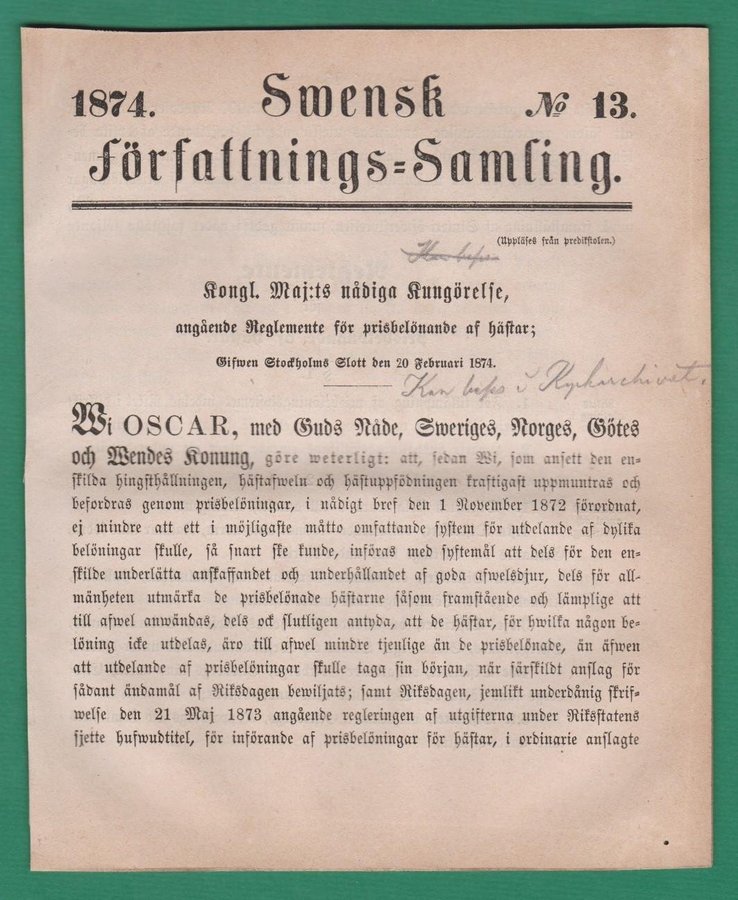 1874. Swensk № 13.
Författnings-Samling.
(Uppläses från predikstolen.)
Kongl. Maj:ts nådiga Kungörelse,
angående Reglemente för prisbelönande af hästar;
Gifwen Stockholms Slott den 20 Februari 1874.
Wi OSCAR, med Guds Nåde, Sweriges, Norges, Götes
och Wendes Konung, göre weterligt: att, sedan Wi, som ansett den en-
skilda hingsthållningen, hästafweln och hästuppfödningen kraftigast uppmuntras och
befordras genom prisbelöningar, i nådigt bref den 1 November 1872 förordnat,
ej mindre att ett i möjligaste måtto omfattande system för utdelande af dylika
belöningar skulle, så snart ske kunde, införas med syftemål att dels för den en-
skilde underlätta anskaffandet och underhållandet af goda afwelsdjur, dels för all-
mänheten utmärka de prisbelönade hästarne såsom framstående och lämplige att
till afwel anwändas, dels ock slutligen antyda, att de hästar, för hwilka någon be-
löning icke utdelas, äro till afwel mindre tjenlige än de prisbelönade, än äfwen
att utdelande af prisbelöningar skulle taga sin början, när särskildt anslag för
sådant ändamål af Riksdagen bewiljats; samt Riksdagen, jemlikt underdånig skrif-
welse den 21 Maj 1873 angående regleringen af utgifterna under Riksstatens
sjette hufwudtitel, för införande af prisbelöningar för hästar, i ordinarie anslagte